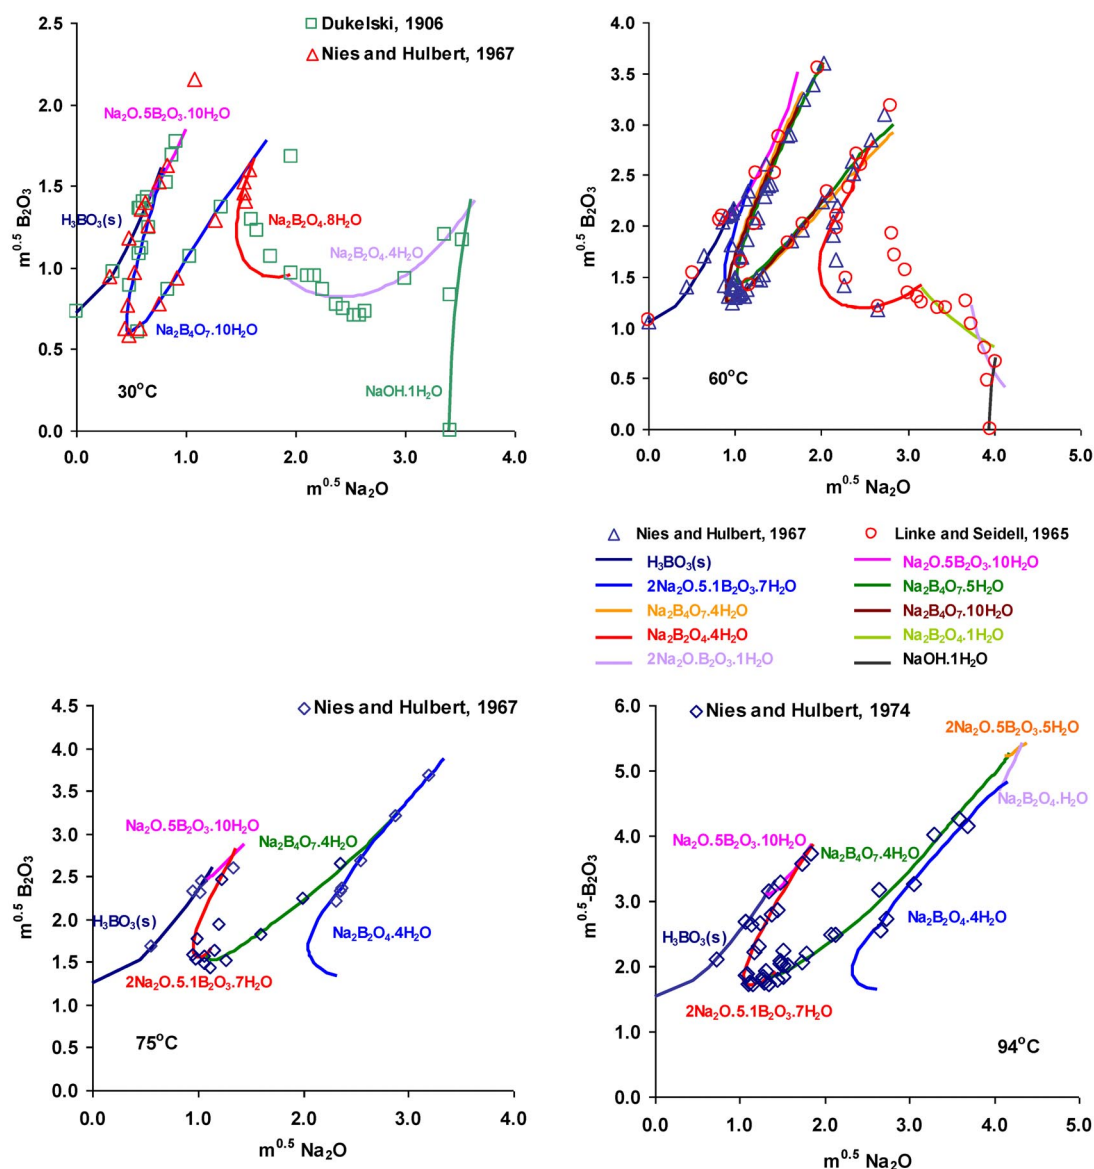 2.5
2.0
1.5
1.0
0.5
0.0
m^0.5 B₂O₃
Dukelski, 1906
Nies and Hulbert, 1967
Na₂O.5B₂O₃.10H₂O
H₃BO₃(s)
Na₂B₂O₄.8H₂O
Na₂B₂O₄.4H₂O
Na₂B₄O₇.10H₂O
NaOH.1H₂O
30°C
0.0 1.0 2.0 3.0 4.0
m^0.5 Na₂O
4.0
3.5
3.0
2.5
2.0
1.5
1.0
0.5
0.0
m^0.5 B₂O₃
60°C
0.0 1.0 2.0 3.0 4.0 5.0
m^0.5 Na₂O
Nies and Hulbert, 1967 Linke and Seidell, 1965
H₃BO₃(s) Na₂O.5B₂O₃.10H₂O
2Na₂O.5.1B₂O₃.7H₂O Na₂B₄O₇.5H₂O
Na₂B₄O₇.4H₂O Na₂B₄O₇.10H₂O
Na₂B₂O₄.4H₂O Na₂B₂O₄.1H₂O
2Na₂O.B₂O₃.1H₂O NaOH.1H₂O
4.5
4.0
3.5
3.0
2.5
2.0
1.5
1.0
0.5
0.0
m^0.5 B₂O₃
Nies and Hulbert, 1967
Na₂O.5B₂O₃.10H₂O
Na₂B₄O₇.4H₂O
H₃BO₃(s)
Na₂B₂O₄.4H₂O
2Na₂O.5.1B₂O₃.7H₂O
75°C
0.0 1.0 2.0 3.0 4.0
m^0.5 Na₂O
6.0
5.0
4.0
3.0
2.0
1.0
0.0
m^0.5-B₂O₃
Nies and Hulbert, 1974
2Na₂O.5B₂O₃.5H₂O
Na₂B₂O₄.H₂O
Na₂O.5B₂O₃.10H₂O
Na₂B₄O₇.4H₂O
H₃BO₃(s)
Na₂B₂O₄.4H₂O
2Na₂O.5.1B₂O₃.7H₂O
94°C
0.0 1.0 2.0 3.0 4.0 5.0
m^0.5 Na₂O